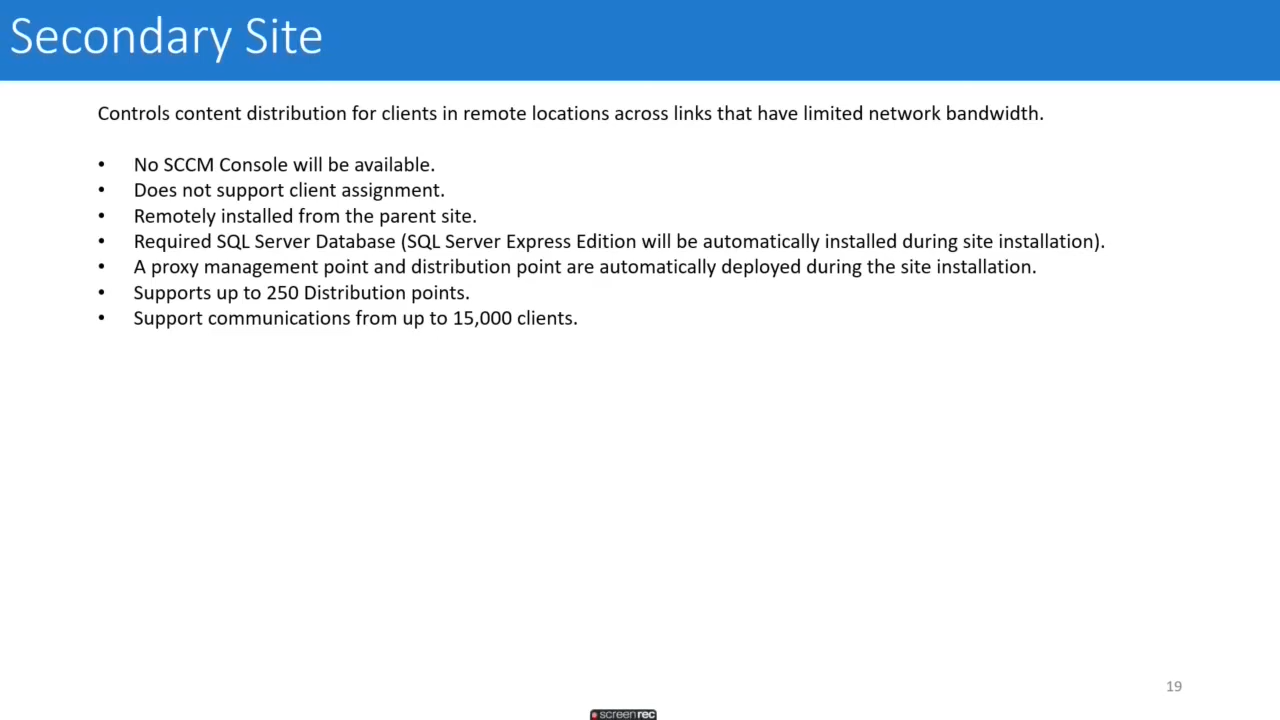 Secondary Site
Controls content distribution for clients in remote locations across links that have limited network bandwidth.
• No SCCM Console will be available.
• Does not support client assignment.
• Remotely installed from the parent site.
• Required SQL Server Database (SQL Server Express Edition will be automatically installed during site installation).
• A proxy management point and distribution point are automatically deployed during the site installation.
• Supports up to 250 Distribution points.
• Support communications from up to 15,000 clients.
19
screenrec